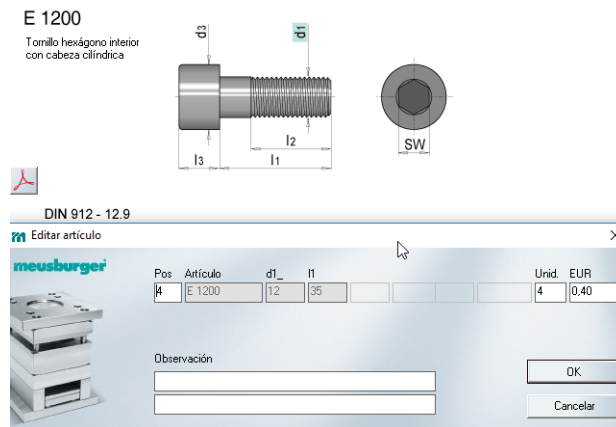 E 1200
Tornillo hexágono interior
con cabeza cilíndrica
d3
d1
l2
l3
l1
SW
DIN 912 - 12.9
Editar artículo
meusburger
Pos Artículo d1_ l1 Unid. EUR
4 E 1200 12 35 4 0,40
Observación
OK
Cancelar